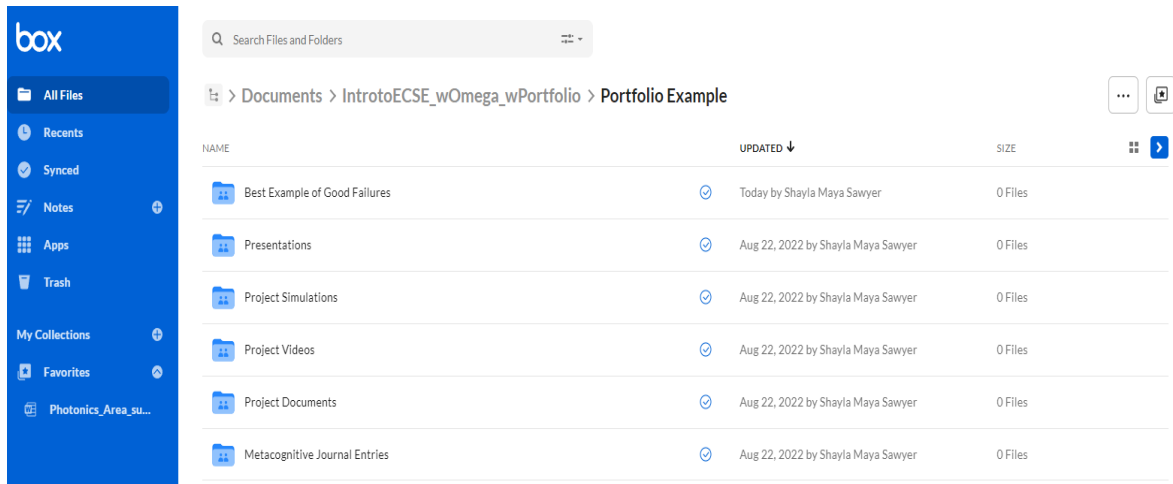 box
Search Files and Folders
All Files
Recents
Synced
Notes
Apps
Trash
My Collections
Favorites
Photonics_Area_su...
> Documents > IntrotoECSE_wOmega_wPortfolio > Portfolio Example
NAME UPDATED SIZE
Best Example of Good Failures Today by Shayla Maya Sawyer 0 Files
Presentations Aug 22, 2022 by Shayla Maya Sawyer 0 Files
Project Simulations Aug 22, 2022 by Shayla Maya Sawyer 0 Files
Project Videos Aug 22, 2022 by Shayla Maya Sawyer 0 Files
Project Documents Aug 22, 2022 by Shayla Maya Sawyer 0 Files
Metacognitive Journal Entries Aug 22, 2022 by Shayla Maya Sawyer 0 Files